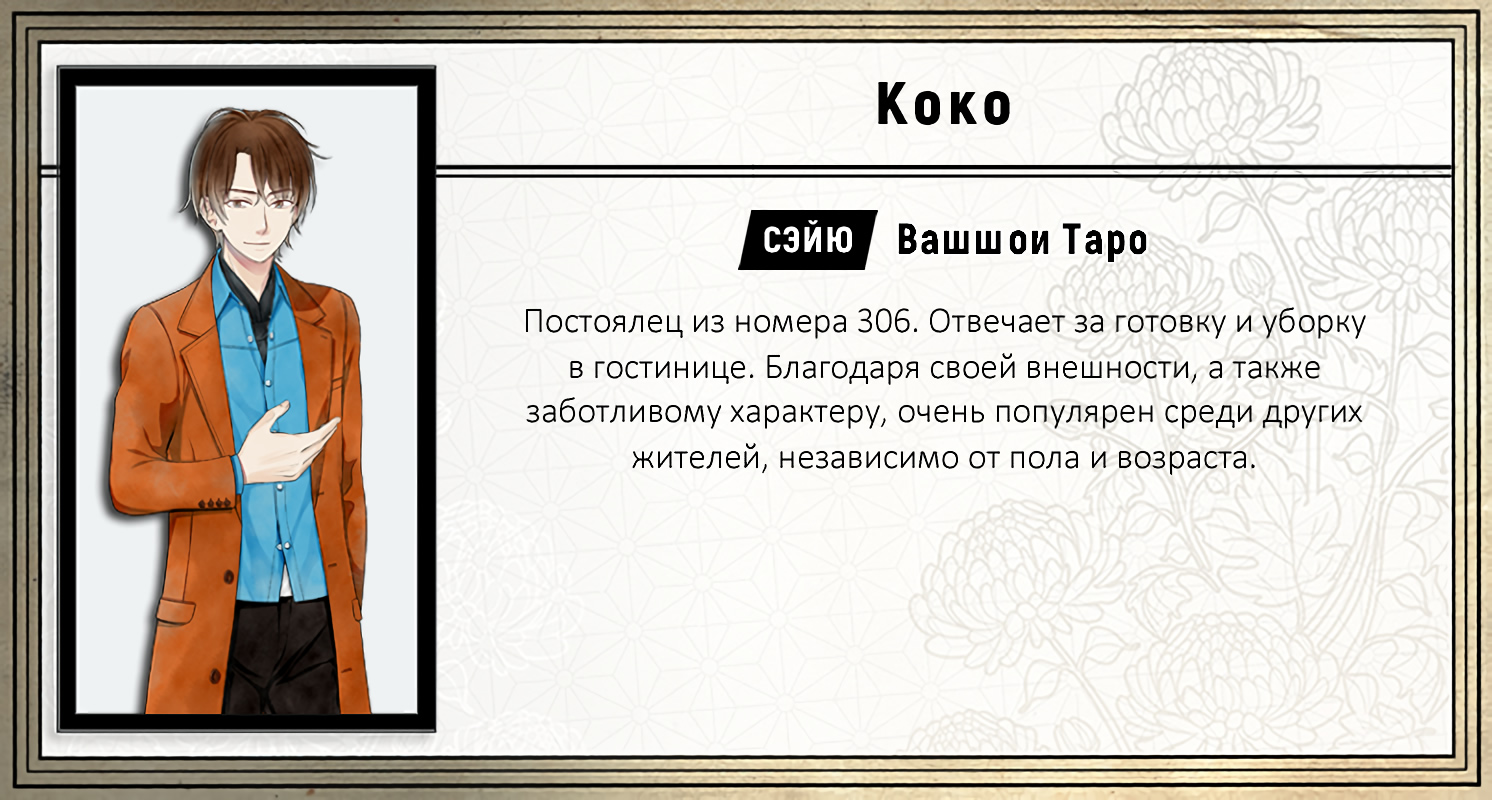 Коко
СЭЙЮ Вашшои Таро
Постоялец из номера 306. Отвечает за готовку и уборку
в гостинице. Благодаря своей внешности, а также
заботливому характеру, очень популярен среди других
жителей, независимо от пола и возраста.